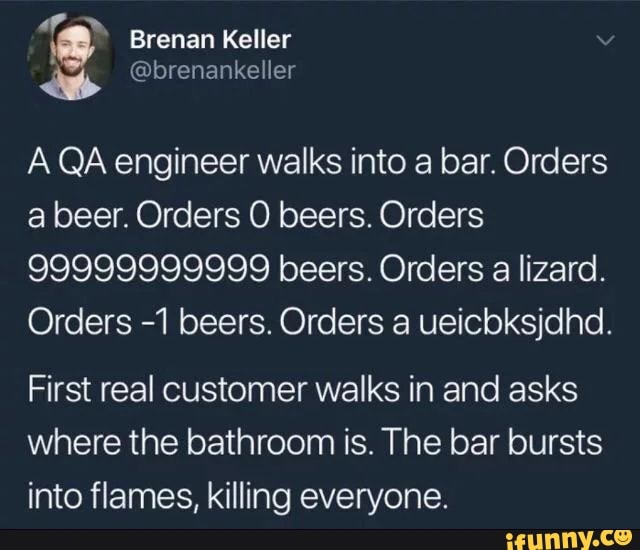 Brenan Keller
@brenankeller
A QA engineer walks into a bar. Orders
a beer. Orders 0 beers. Orders
99999999999 beers. Orders a lizard.
Orders -1 beers. Orders a ueicbksjdhd.
First real customer walks in and asks
where the bathroom is. The bar bursts
into flames, killing everyone.
ifunny.co